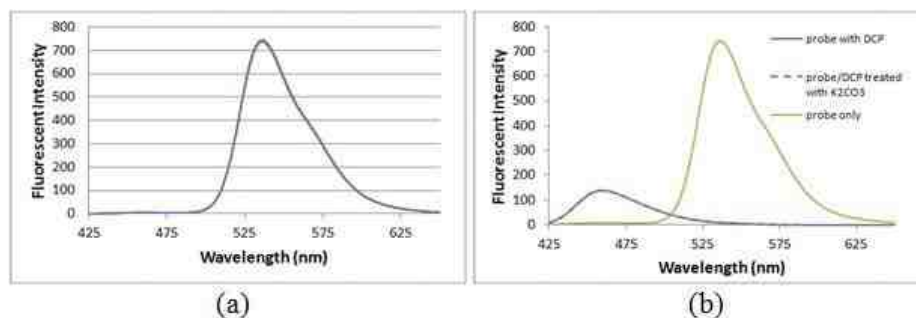 800
700
600
500
400
300
200
100
0
425 475 525 575 625
Fluorescent Intensity
Wavelength (nm)
(a)
800
700
600
500
400
300
200
100
0
425 475 525 575 625
Fluorescent Intensity
Wavelength (nm)
probe with DCP
probe/DCP treated
with K2CO3
probe only
(b)